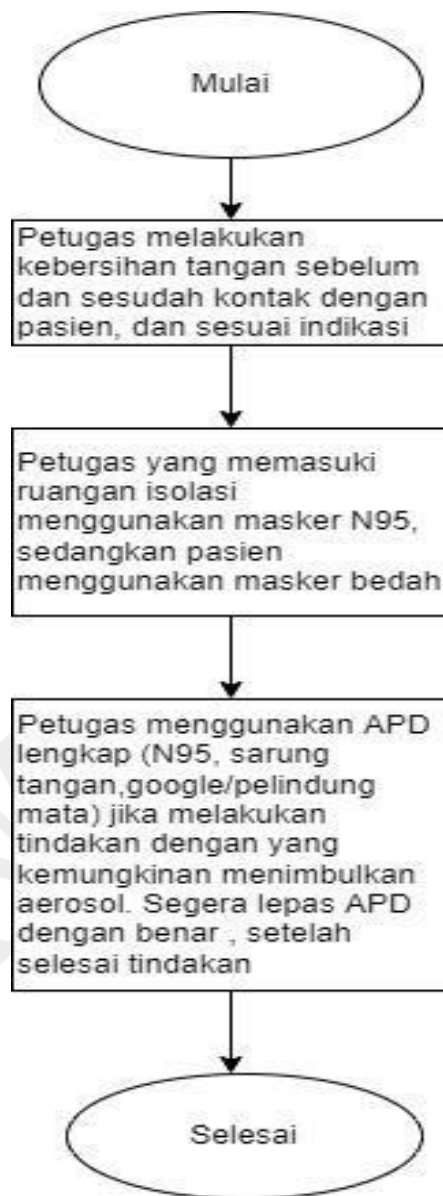 Mulai
Petugas melakukan
kebersihan tangan sebelum
dan sesudah kontak dengan
pasien, dan sesuai indikasi
Petugas yang memasuki
ruangan isolasi
menggunakan masker N95,
sedangkan pasien
menggunakan masker bedah
Petugas menggunakan APD
lengkap (N95, sarung
tangan,google/pelindung
mata) jika melakukan
tindakan dengan yang
kemungkinan menimbulkan
aerosol. Segera lepas APD
dengan benar , setelah
selesai tindakan
Selesai